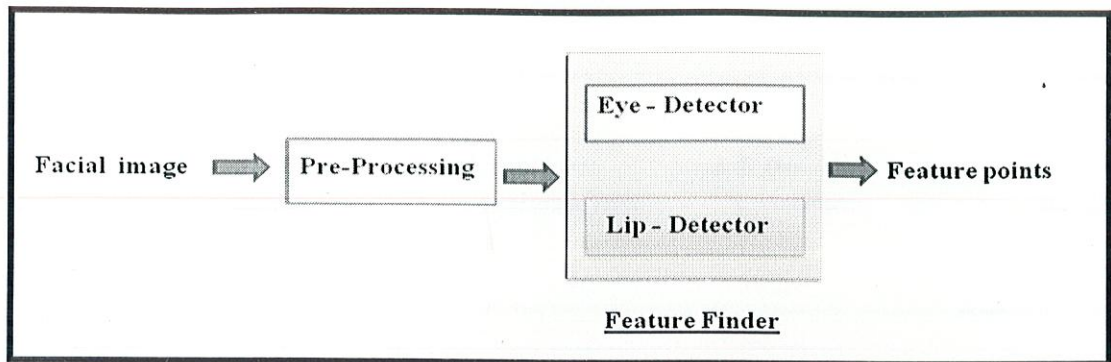 Facial image
Pre-Processing
Eye - Detector
Lip - Detector
Feature points
Feature Finder